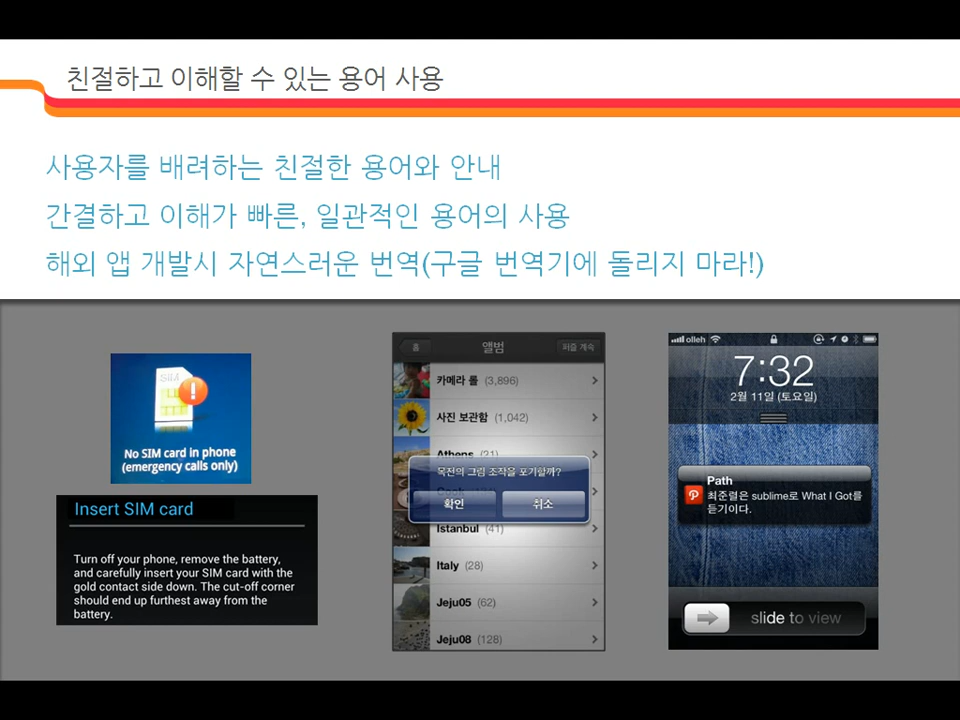 친절하고 이해할 수 있는 용어 사용
사용자를 배려하는 친절한 용어와 안내
간결하고 이해가 빠른, 일관적인 용어의 사용
해외 앱 개발시 자연스러운 번역(구글 번역기에 돌리지 마라!)
SIM
No SIM card in phone
(emergency calls only)
Insert SIM card
Turn off your phone, remove the battery,
and carefully insert your SIM card with the
gold contact side down. The cut-off corner
should end up furthest away from the
battery.
홈 앨범 퍼즐 계속
카메라 롤 (3,896)
사진 보관함 (1,042)
Athens (21)
목전의 그림 조작을 포기할까?
확인 취소
Istanbul (41)
Italy (28)
Jeju05 (62)
Jeju08 (128)
olleh
7:32
2월 11일 (토요일)
Path
최준렬은 sublime로 What I Got를
듣기이다.
slide to view